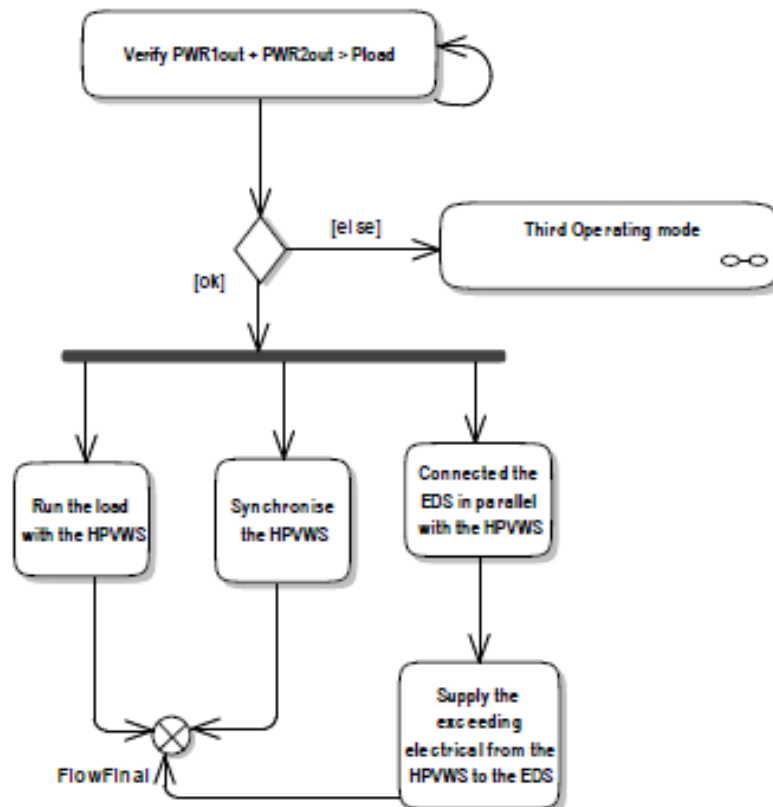 Verify PWR1out + PWR2out > Pload
[else]
Third Operating mode
[ok]
Run the load
with the HPVWS
Synchronise
the HPVWS
Connected the
EDS in parallel
with the HPVWS
Supply the
exceeding
electrical from the
HPVWS to the EDS
FlowFinal